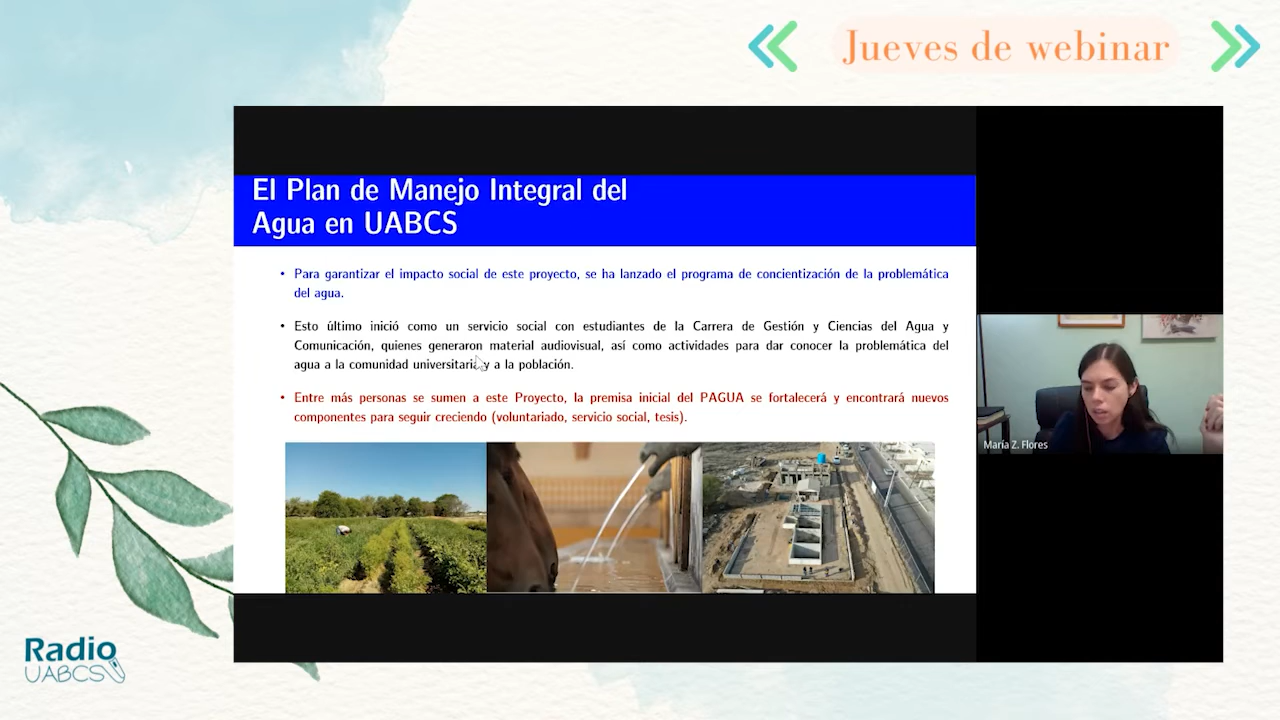 Jueves de webinar
El Plan de Manejo Integral del
Agua en UABCS
• Para garantizar el impacto social de este proyecto, se ha lanzado el programa de concientización de la problemática
del agua.
• Esto último inició como un servicio social con estudiantes de la Carrera de Gestión y Ciencias del Agua y
Comunicación, quienes generaron material audiovisual, así como actividades para dar conocer la problemática del
agua a la comunidad universitaria y a la población.
• Entre más personas se sumen a este Proyecto, la premisa inicial del PAGUA se fortalecerá y encontrará nuevos
componentes para seguir creciendo (voluntariado, servicio social, tesis).
María Z. Flores
Radio
UABCS